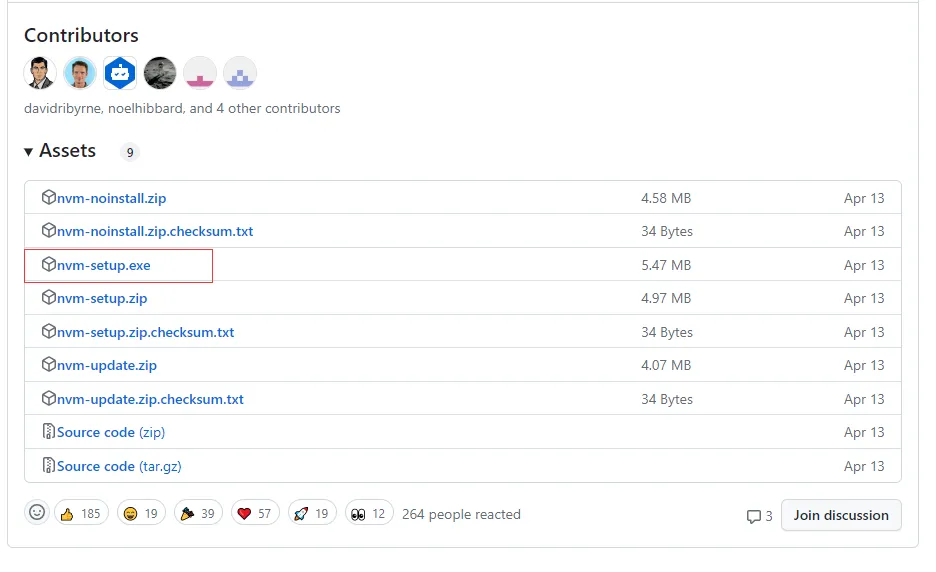 Contributors
davidribyrne, noelhibbard, and 4 other contributors
Assets 9
nvm-noinstall.zip 4.58 MB Apr 13
nvm-noinstall.zip.checksum.txt 34 Bytes Apr 13
nvm-setup.exe 5.47 MB Apr 13
nvm-setup.zip 4.97 MB Apr 13
nvm-setup.zip.checksum.txt 34 Bytes Apr 13
nvm-update.zip 4.07 MB Apr 13
nvm-update.zip.checksum.txt 34 Bytes Apr 13
Source code (zip) Apr 13
Source code (tar.gz) Apr 13
185 19 39 57 19 12 264 people reacted 3 Join discussion